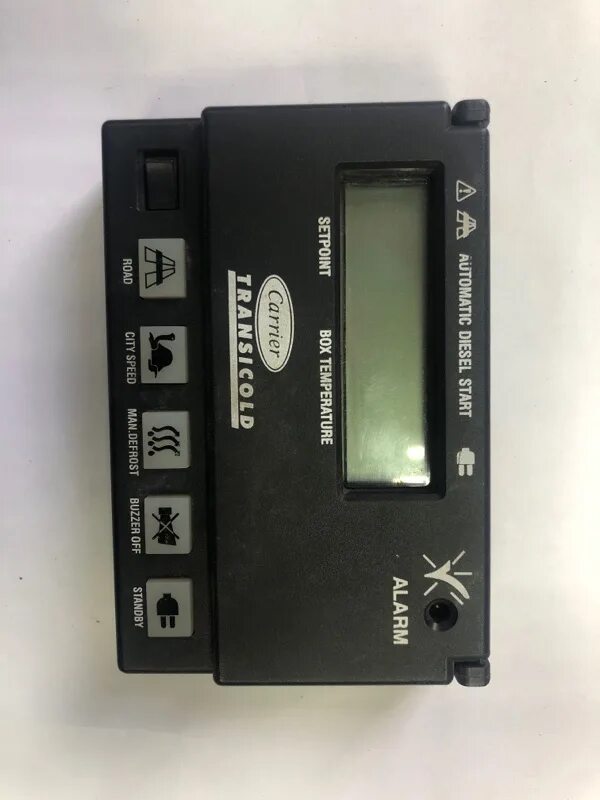 AUTOMATIC DIESEL START
SETPOINT BOX TEMPERATURE
ALARM
Carrier
TRANSICOLD
ROAD
CITY SPEED
MAN.DEFROST
BUZZER OFF
STANDBY